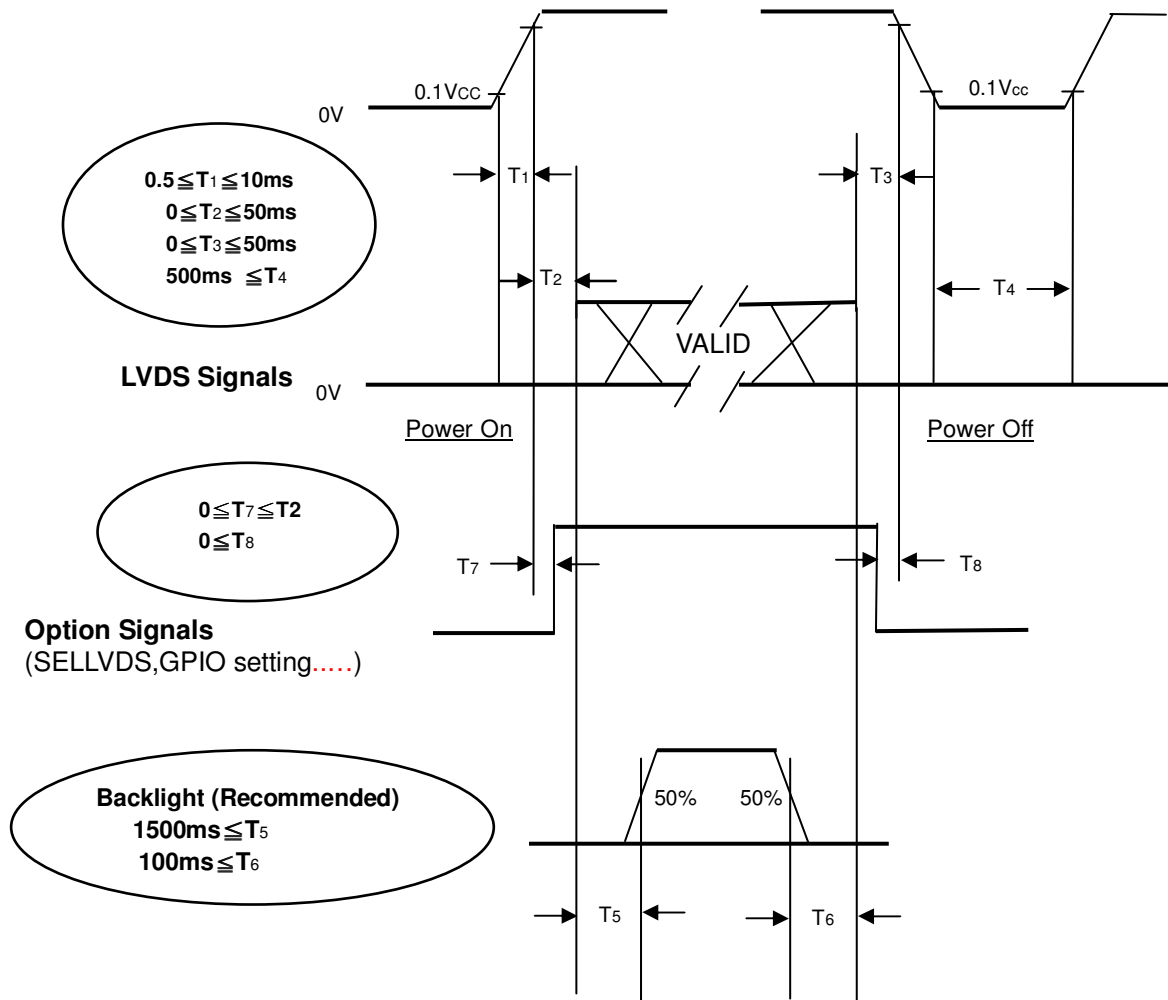 0.1VCC
0.1Vcc
0V
0.5≦T1≦10ms
0≦T2≦50ms
0≦T3≦50ms
500ms ≦T4
T1
T3
T2
T4
VALID
LVDS Signals
0V
Power On
Power Off
0≦T7≦T2
0≦T8
T7
T8
Option Signals
(SELLVDS,GPIO setting.....)
Backlight (Recommended)
1500ms≦T5
100ms≦T6
50%
50%
T5
T6